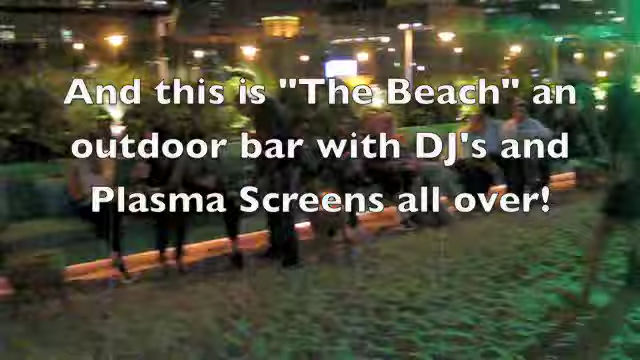 And this is "The Beach" an
outdoor bar with DJ's and
Plasma Screens all over!